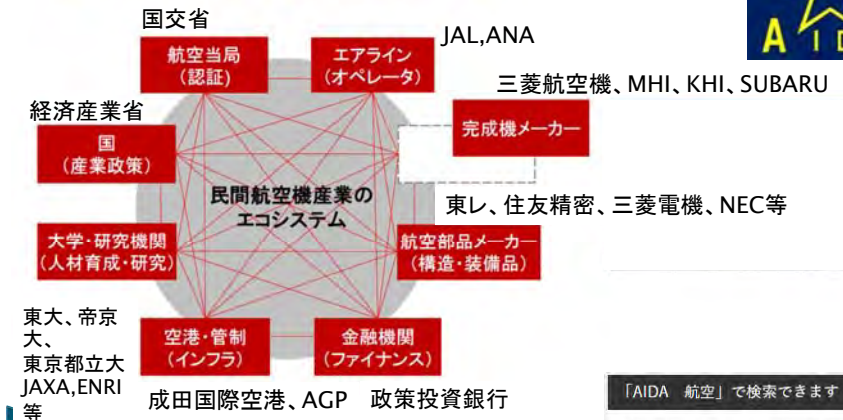 国交省
航空当局
(認証)
エアライン
(オペレータ)
JAL,ANA
三菱航空機、MHI、KHI、SUBARU
完成機メーカー
経済産業省
国
(産業政策)
民間航空機産業の
エコシステム
東レ、住友精密、三菱電機、NEC等
大学・研究機関
(人材育成・研究)
航空部品メーカー
(構造・装備品)
東大、帝京
大、
東京都立大
JAXA,ENRI
等
空港・管制
(インフラ)
金融機関
(ファイナンス)
成田国際空港、AGP
政策投資銀行
「AIDA 航空」で検索できます